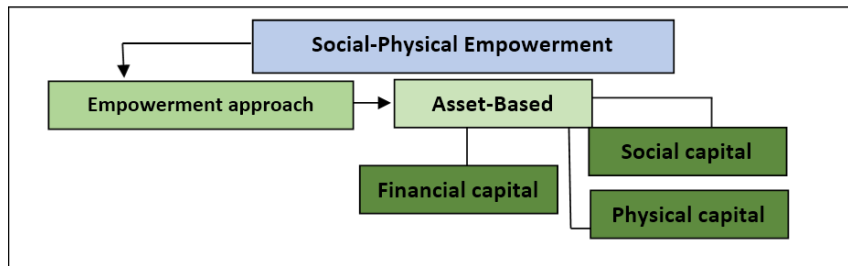 Social-Physical Empowerment
Empowerment approach
Asset-Based
Social capital
Financial capital
Physical capital